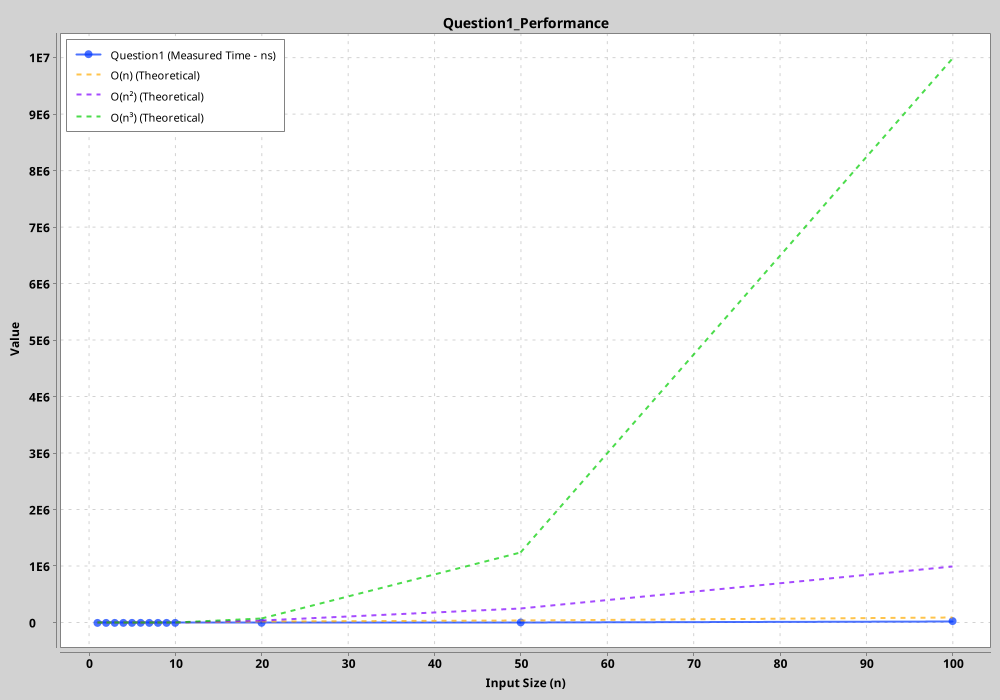 Question1_Performance
Question1 (Measured Time - ns)
O(n) (Theoretical)
O(n²) (Theoretical)
O(n³) (Theoretical)
1E7
9E6
8E6
7E6
6E6
5E6
4E6
3E6
2E6
1E6
0
Value
0 10 20 30 40 50 60 70 80 90 100
Input Size (n)